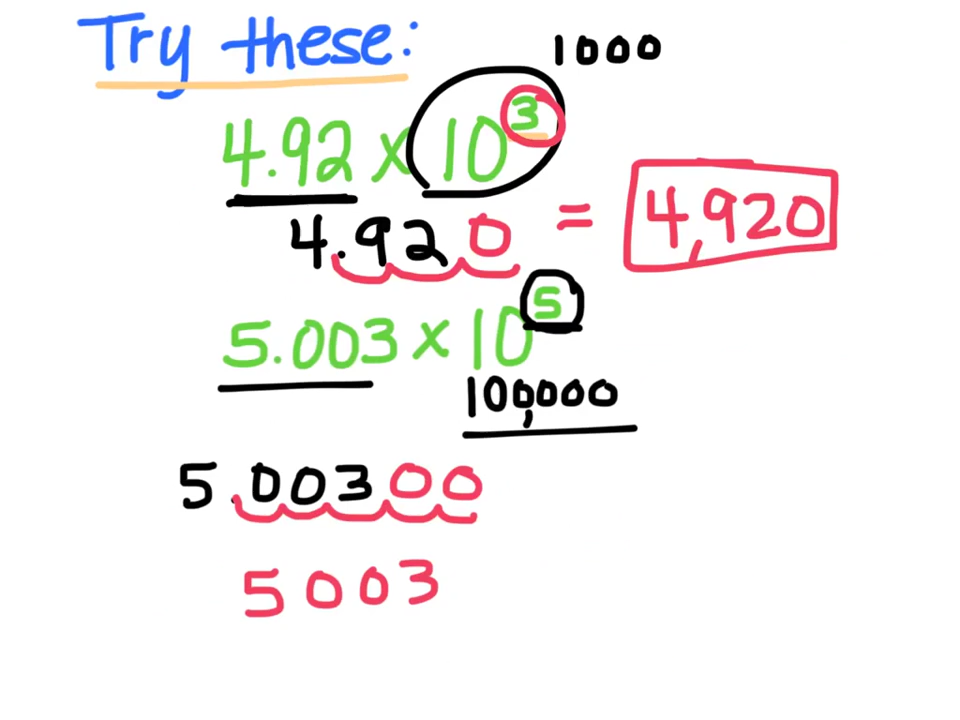 Try these:
1000
4.92 x 10³
4.920 = 4,920
5.003 x 10⁵
100,000
5.00300
5003